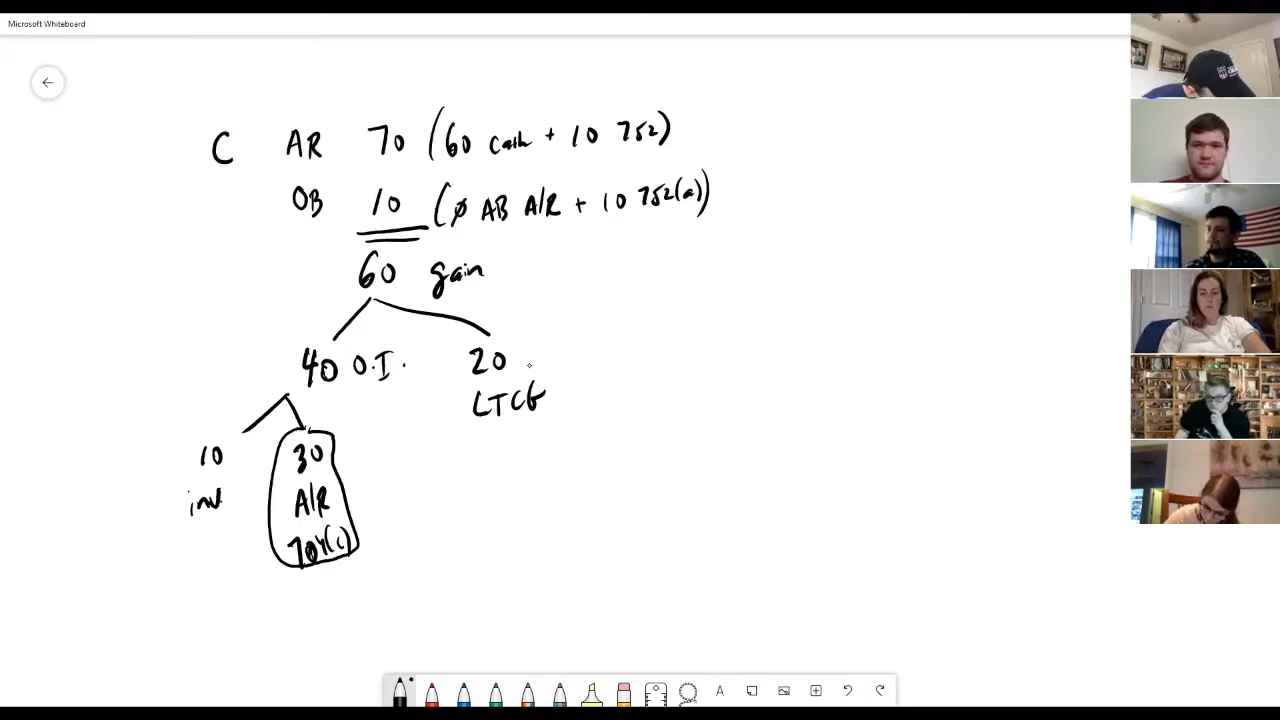 Microsoft Whiteboard
C AR 70 (60 cash + 10 752)
OB 10 (∅ AB A/R + 10 752(a))
60 gain
40 O.I. 20
LTCG
10 30
inv A/R
704(c)
A